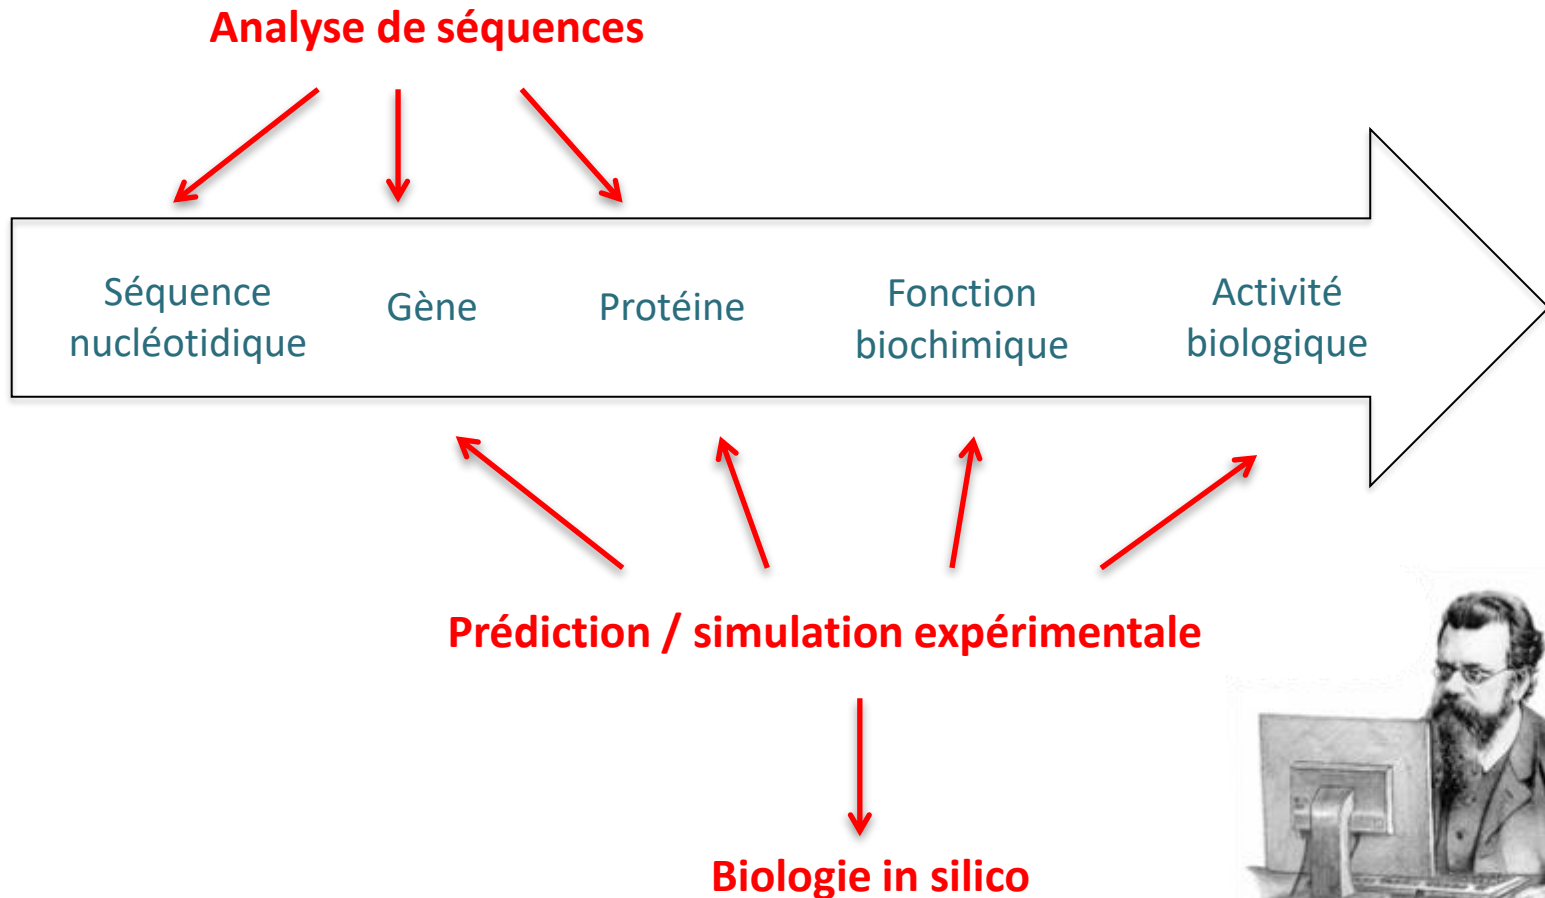 Analyse de séquences
Séquence
nucléotidique
Gène
Protéine
Fonction
biochimique
Activité
biologique
Prédiction / simulation expérimentale
Biologie in silico